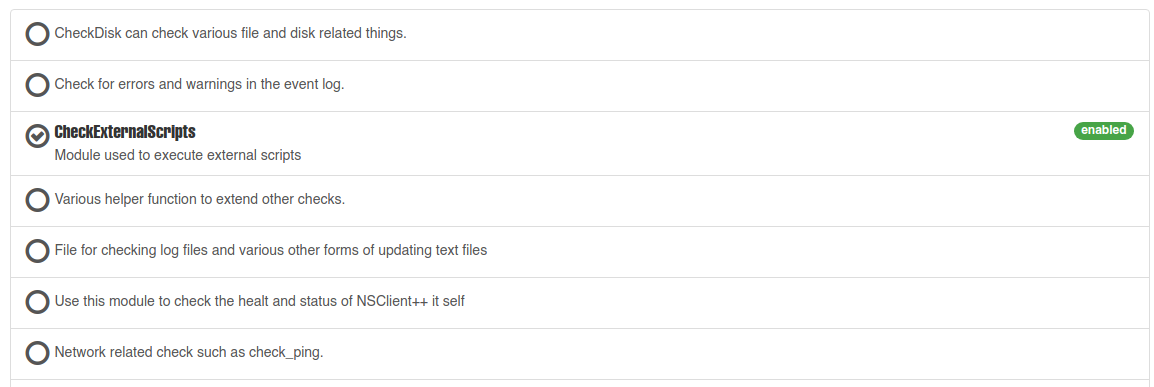 CheckDisk can check various file and disk related things.
Check for errors and warnings in the event log.
CheckExternalScripts
enabled
Module used to execute external scripts
Various helper function to extend other checks.
File for checking log files and various other forms of updating text files
Use this module to check the healt and status of NSClient++ it self
Network related check such as check_ping.